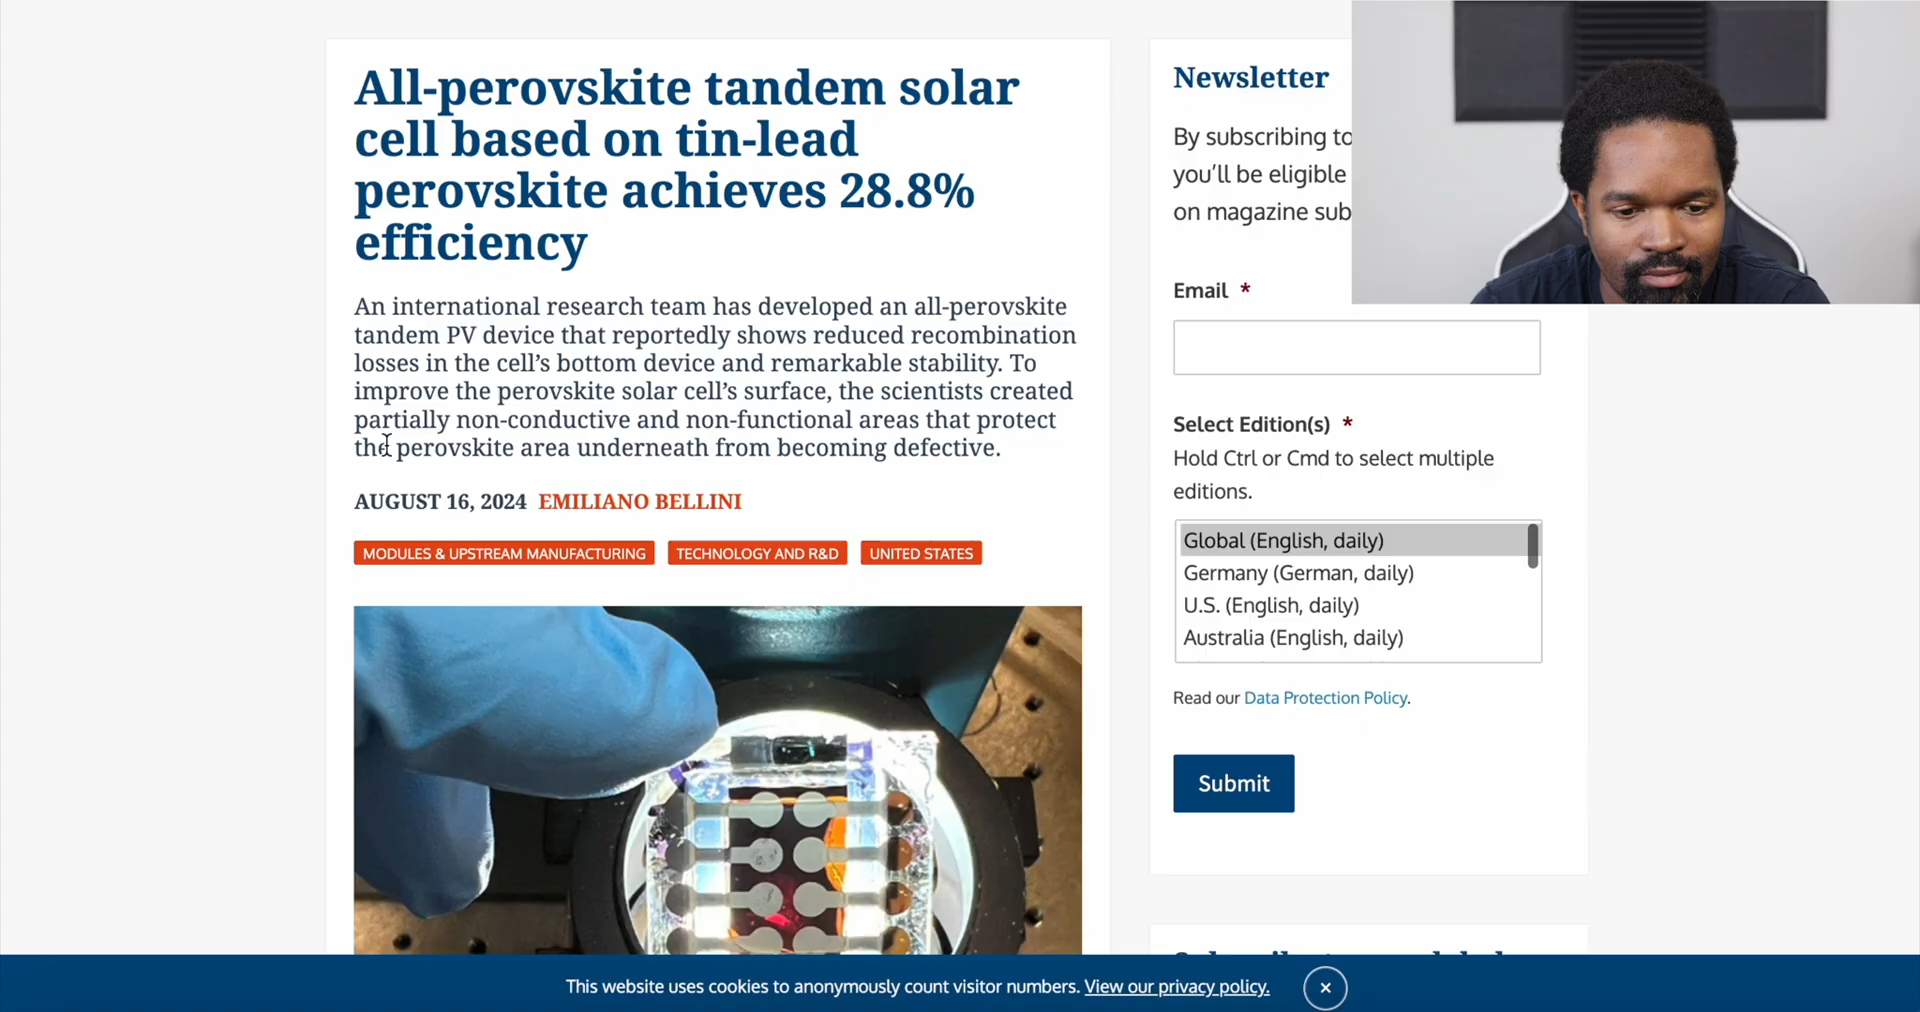 All-perovskite tandem solar
cell based on tin-lead
perovskite achieves 28.8%
efficiency
An international research team has developed an all-perovskite
tandem PV device that reportedly shows reduced recombination
losses in the cell’s bottom device and remarkable stability. To
improve the perovskite solar cell’s surface, the scientists created
partially non-conductive and non-functional areas that protect
the perovskite area underneath from becoming defective.
AUGUST 16, 2024 EMILIANO BELLINI
MODULES & UPSTREAM MANUFACTURING TECHNOLOGY AND R&D UNITED STATES
Newsletter
By subscribing to
you’ll be eligible
on magazine sub
Email *
Select Edition(s) *
Hold Ctrl or Cmd to select multiple
editions.
Global (English, daily)
Germany (German, daily)
U.S. (English, daily)
Australia (English, daily)
Read our Data Protection Policy.
Submit
This website uses cookies to anonymously count visitor numbers. View our privacy policy.